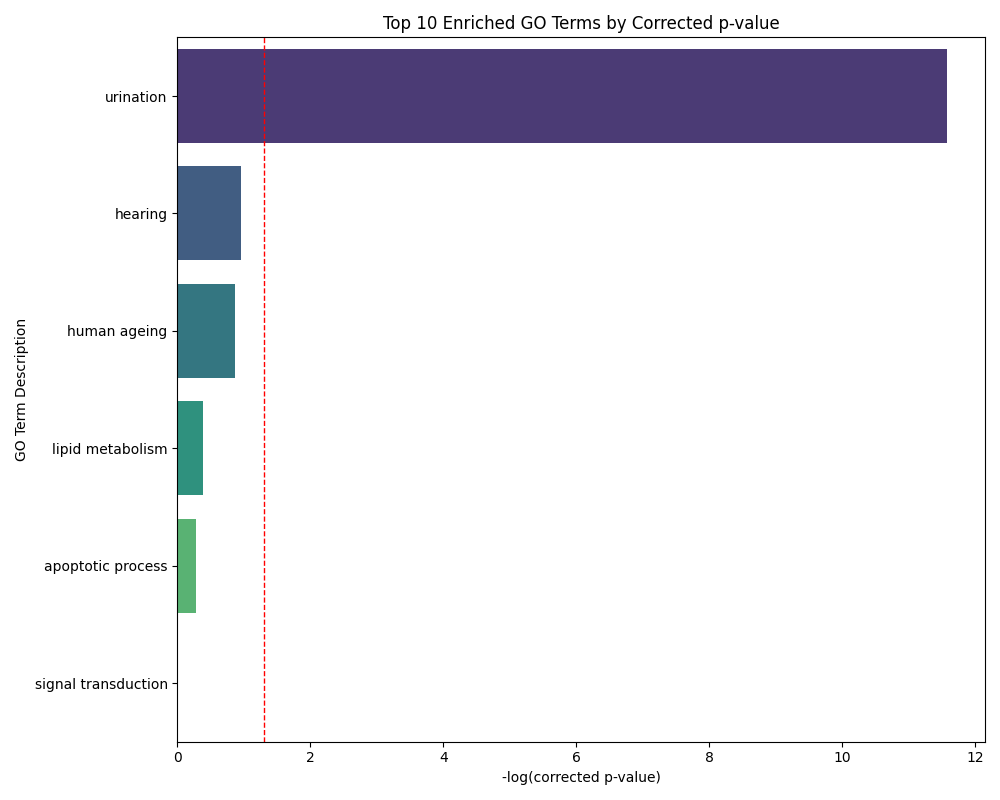 Top 10 Enriched GO Terms by Corrected p-value
GO Term Description
urination
hearing
human ageing
lipid metabolism
apoptotic process
signal transduction
0 2 4 6 8 10 12
-log(corrected p-value)